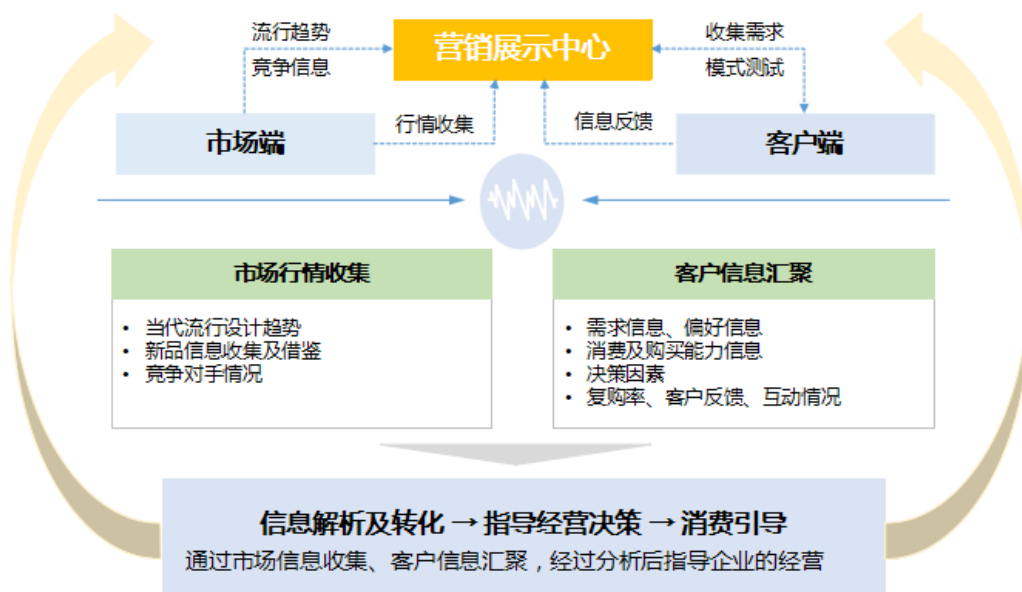 流行趋势
竞争信息
营销展示中心
收集需求
模式测试
市场端
行情收集
信息反馈
客户端
市场行情收集
• 当代流行设计趋势
• 新品信息收集及借鉴
• 竞争对手情况
客户信息汇聚
• 需求信息、偏好信息
• 消费及购买能力信息
• 决策因素
• 复购率、客户反馈、互动情况
信息解析及转化 → 指导经营决策 → 消费引导
通过市场信息收集、客户信息汇聚，经过分析后指导企业的经营